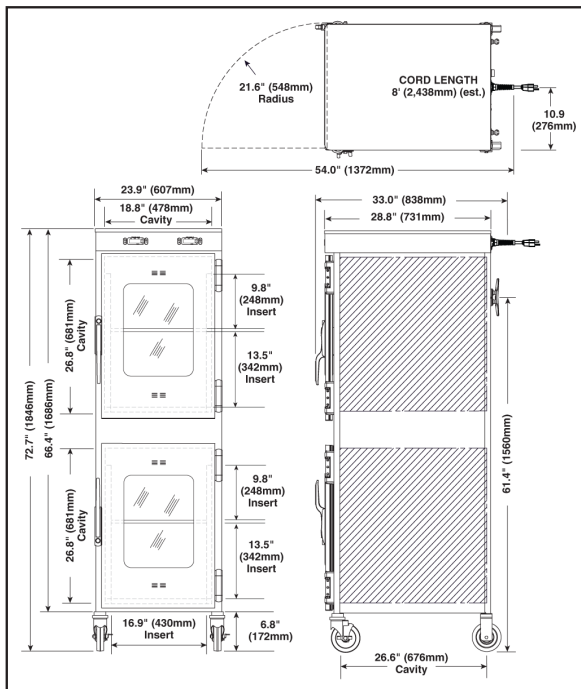 21.6" (548mm)
Radius
CORD LENGTH
8' (2,438mm) (est.)
10.9
(276mm)
54.0" (1372mm)
23.9" (607mm)
18.8" (478mm)
Cavity
33.0" (838mm)
28.8" (731mm)
72.7" (1846mm)
66.4" (1686mm)
26.8" (681mm)
Cavity
9.8"
(248mm)
Insert
13.5"
(342mm)
Insert
26.8" (681mm)
Cavity
9.8"
(248mm)
Insert
13.5"
(342mm)
Insert
61.4" (1560mm)
16.9" (430mm)
Insert
6.8"
(172mm)
26.6" (676mm)
Cavity